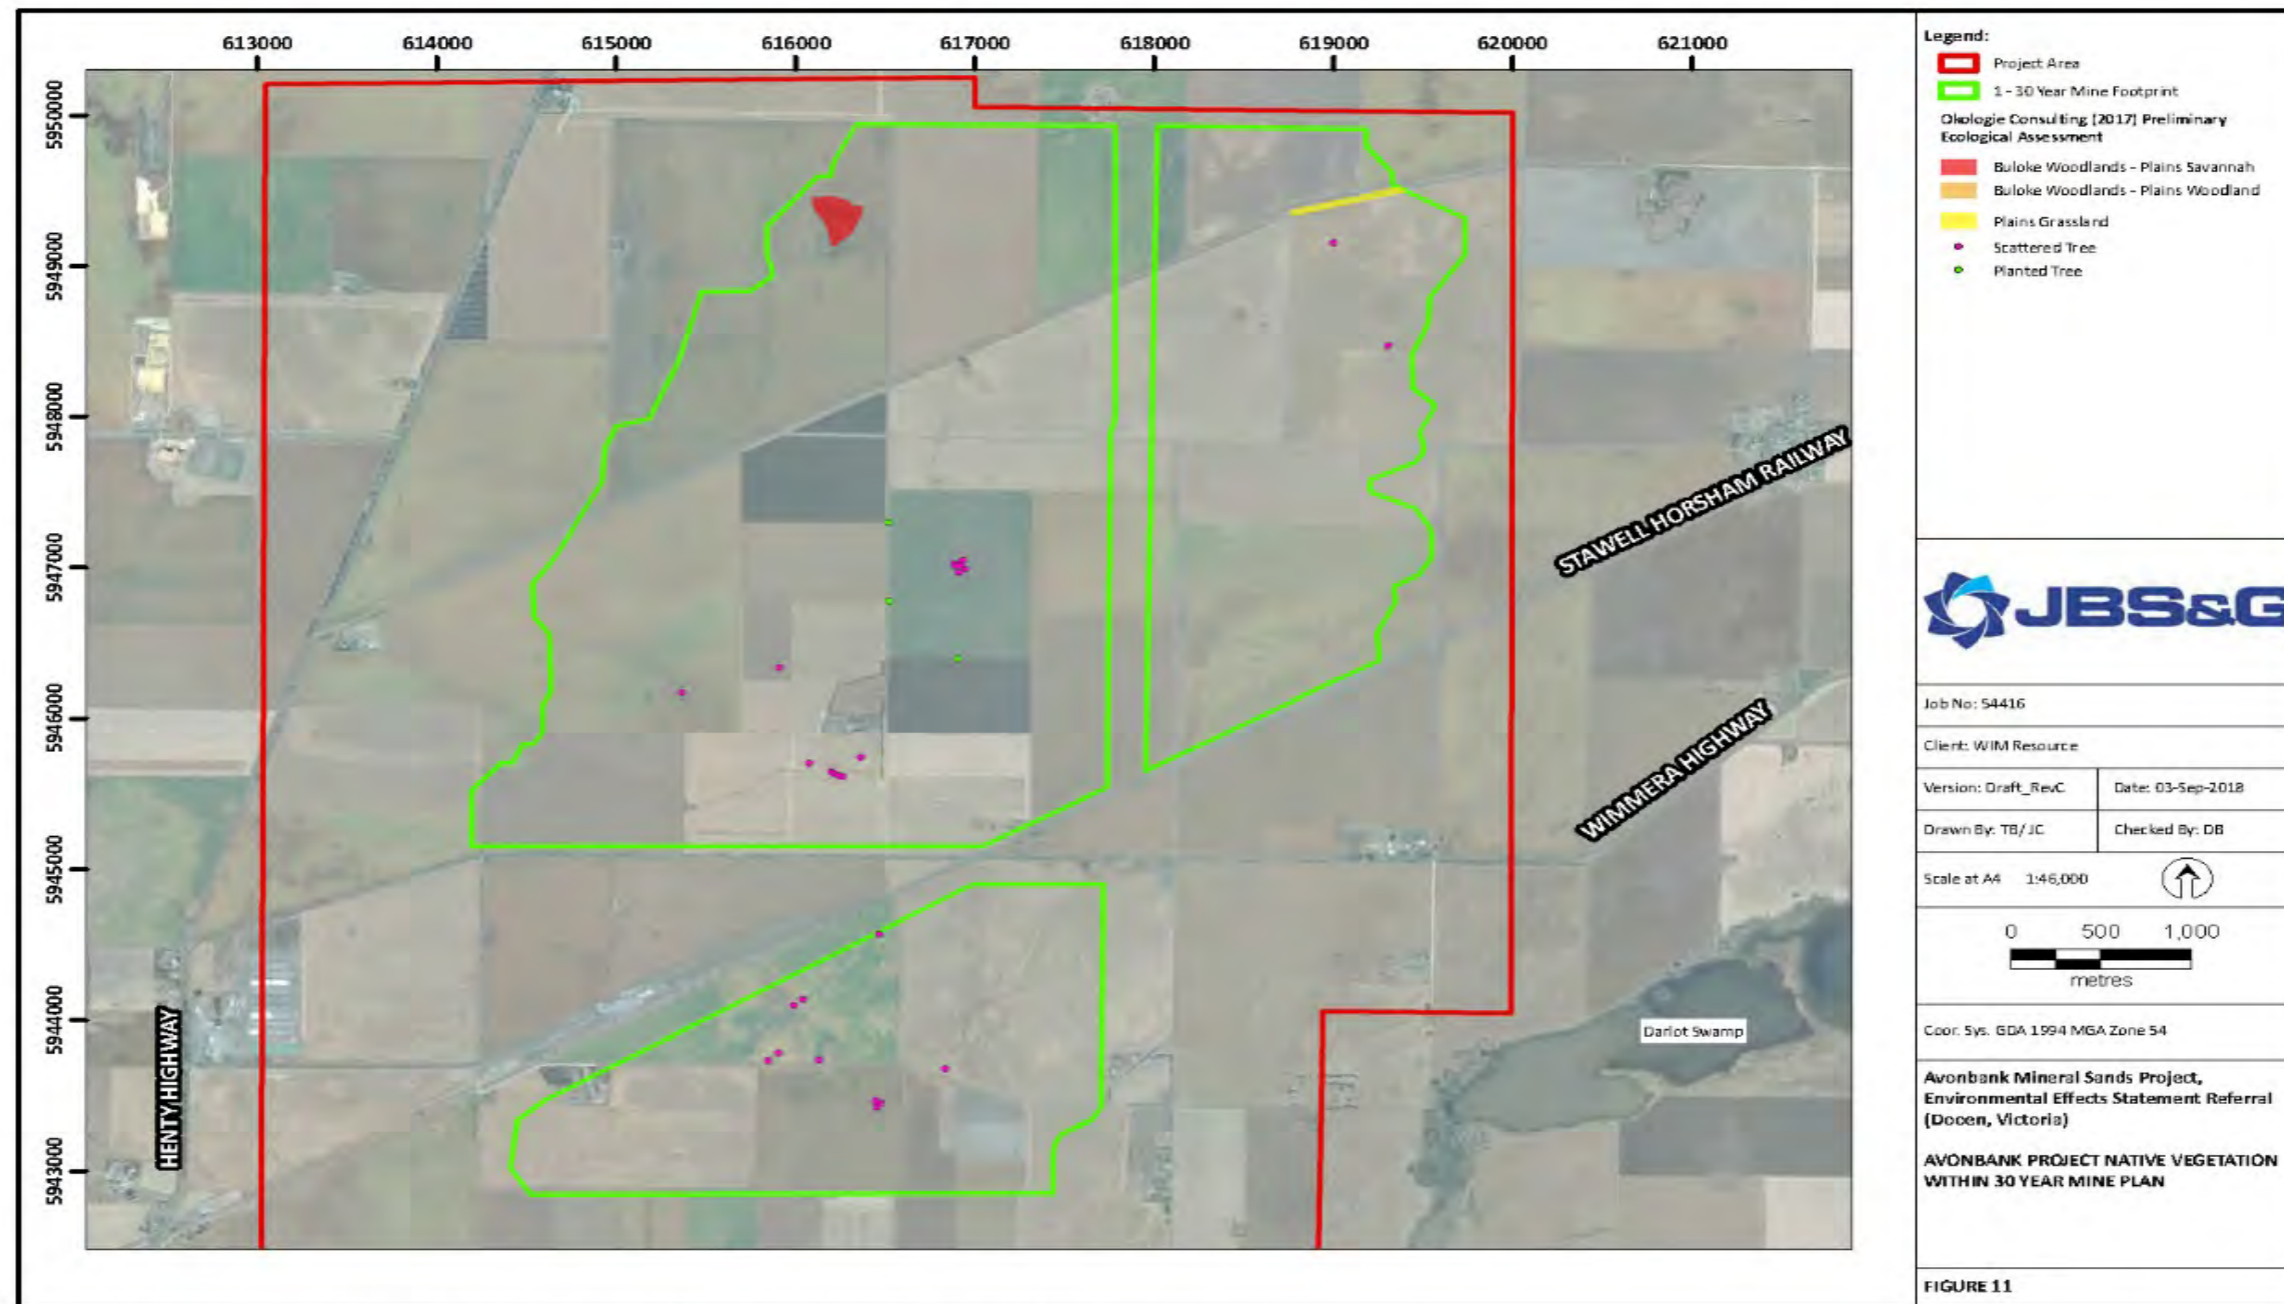 613000 614000 615000 616000 617000 618000 619000 620000 621000
5950000
5949000
5948000
5947000
5946000
5945000
5944000
5943000
STAWELL HORSHAM RAILWAY
WIMMERA HIGHWAY
HENTY HIGHWAY
Darlot Swamp
Legend:
Project Area
1 - 30 Year Mine Footprint
Okologie Consulting (2017) Preliminary
Ecological Assessment
Buloke Woodlands - Plains Savannah
Buloke Woodlands - Plains Woodland
Plains Grassland
Scattered Tree
Planted Tree
JBS&G
Job No: 54416
Client: WIM Resource
Version: Draft_RevC Date: 03-Sep-2018
Drawn By: TB/JC Checked By: DB
Scale at A4 1:46,000
0 500 1,000
metres
Coor. Sys. GDA 1994 MGA Zone 54
Avonbank Mineral Sands Project,
Environmental Effects Statement Referral
(Dooen, Victoria)
AVONBANK PROJECT NATIVE VEGETATION
WITHIN 30 YEAR MINE PLAN
FIGURE 11